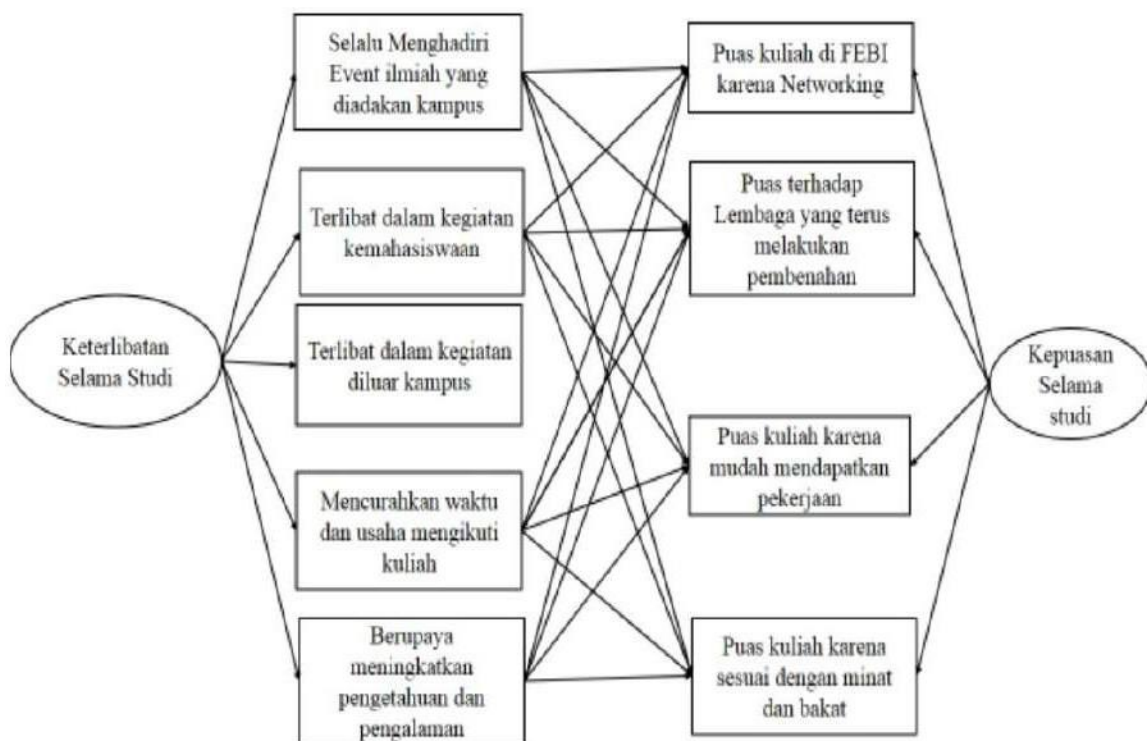 Keterlibatan
Selama Studi
Selalu Menghadiri
Event ilmiah yang
diadakan kampus
Terlibat dalam kegiatan
kemahasiswaan
Terlibat dalam kegiatan
diluar kampus
Mencurahkan waktu
dan usaha mengikuti
kuliah
Berupaya
meningkatkan
pengetahuan dan
pengalaman
Puas kuliah di FEBI
karena Networking
Puas terhadap
Lembaga yang terus
melakukan
pembenahan
Puas kuliah karena
mudah mendapatkan
pekerjaan
Puas kuliah karena
sesuai dengan minat
dan bakat
Kepuasan
Selama
studi